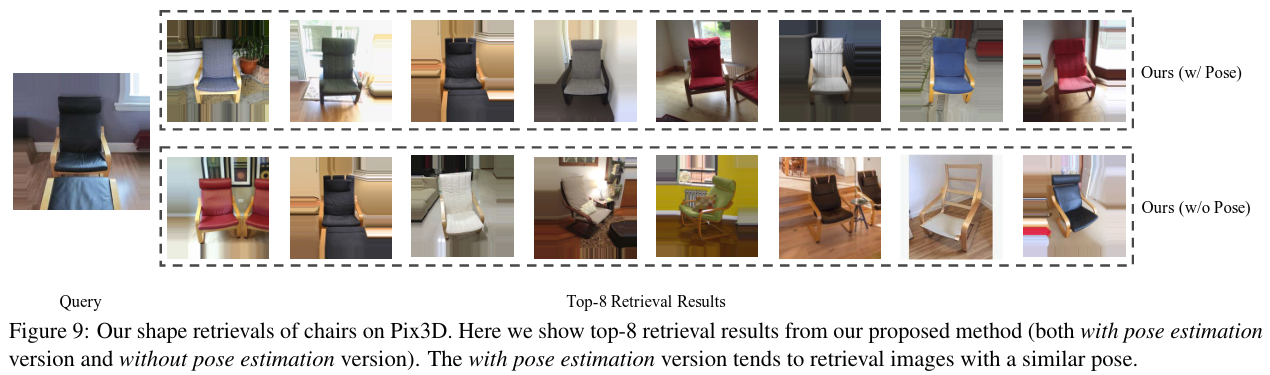 Ours (w/ Pose)
Ours (w/o Pose)
Query
Top-8 Retrieval Results
Figure 9: Our shape retrievals of chairs on Pix3D. Here we show top-8 retrieval results from our proposed method (both with pose estimation
version and without pose estimation version). The with pose estimation version tends to retrieval images with a similar pose.